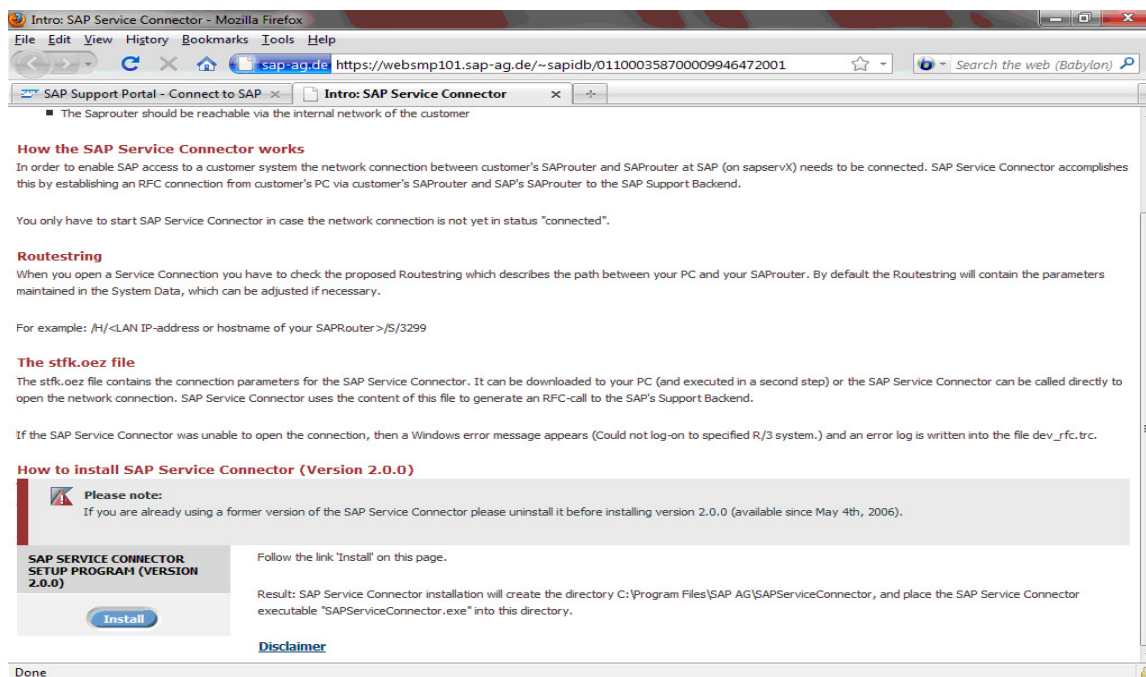 Intro: SAP Service Connector - Mozilla Firefox
File Edit View History Bookmarks Tools Help
sap-ag.de https://websmp101.sap-ag.de/~sapidb/011000358700009946472001
Search the web (Babylon)
SAP Support Portal - Connect to SAP
Intro: SAP Service Connector
The Saprouter should be reachable via the internal network of the customer
How the SAP Service Connector works
In order to enable SAP access to a customer system the network connection between customer's SAProuter and SAProuter at SAP (on sapservX) needs to be connected. SAP Service Connector accomplishes
this by establishing an RFC connection from customer's PC via customer's SAProuter and SAP's SAProuter to the SAP Support Backend.
You only have to start SAP Service Connector in case the network connection is not yet in status "connected".
Routestring
When you open a Service Connection you have to check the proposed Routestring which describes the path between your PC and your SAProuter. By default the Routestring will contain the parameters
maintained in the System Data, which can be adjusted if necessary.
For example: /H/<LAN IP-address or hostname of your SAPRouter>/S/3299
The stfk.oez file
The stfk.oez file contains the connection parameters for the SAP Service Connector. It can be downloaded to your PC (and executed in a second step) or the SAP Service Connector can be called directly to
open the network connection. SAP Service Connector uses the content of this file to generate an RFC-call to the SAP's Support Backend.
If the SAP Service Connector was unable to open the connection, then a Windows error message appears (Could not log-on to specified R/3 system.) and an error log is written into the file dev_rfc.trc.
How to install SAP Service Connector (Version 2.0.0)
Please note:
If you are already using a former version of the SAP Service Connector please uninstall it before installing version 2.0.0 (available since May 4th, 2006).
SAP SERVICE CONNECTOR
SETUP PROGRAM (VERSION
2.0.0)
Install
Follow the link 'Install' on this page.
Result: SAP Service Connector installation will create the directory C:\Program Files\SAP AG\SAPServiceConnector, and place the SAP Service Connector
executable "SAPServiceConnector.exe" into this directory.
Disclaimer
Done